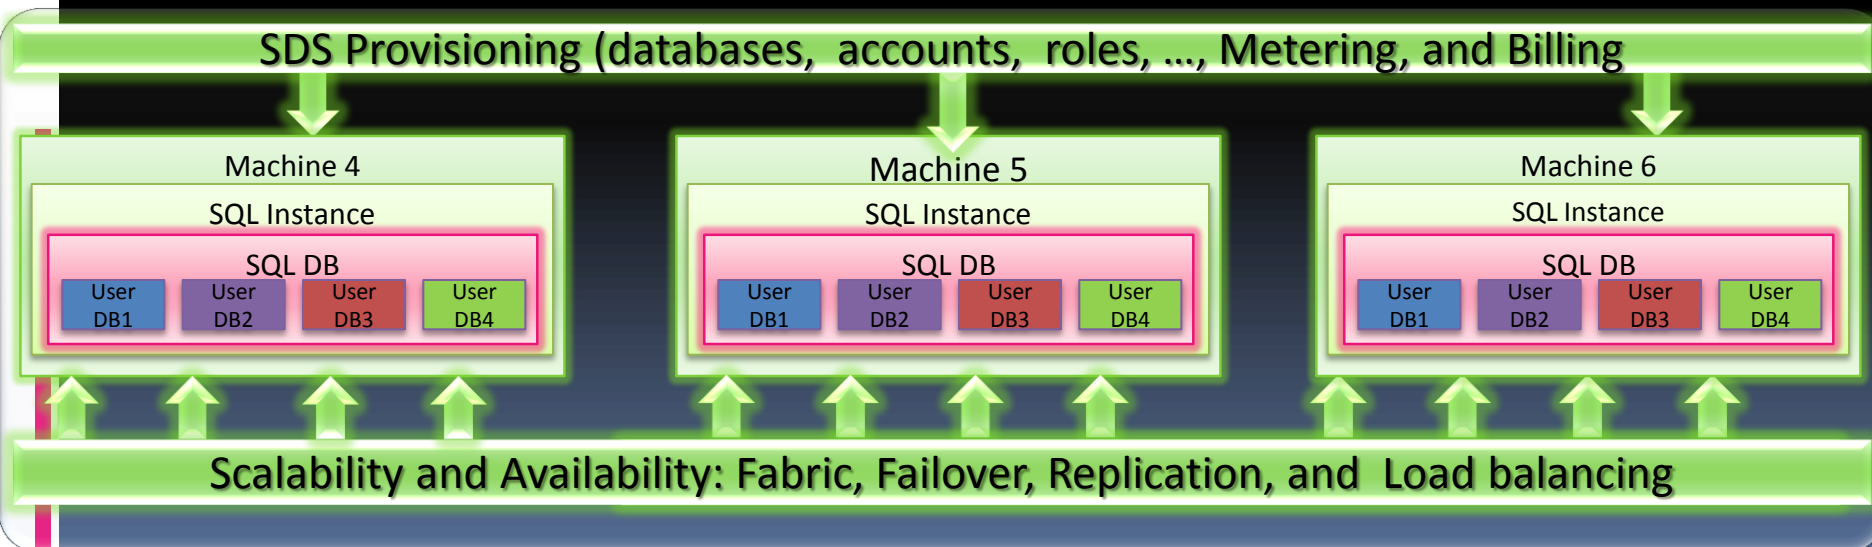 SDS Provisioning (databases, accounts, roles, …, Metering, and Billing
Machine 4
SQL Instance
SQL DB
User DB1
User DB2
User DB3
User DB4
Machine 5
SQL Instance
SQL DB
User DB1
User DB2
User DB3
User DB4
Machine 6
SQL Instance
SQL DB
User DB1
User DB2
User DB3
User DB4
Scalability and Availability: Fabric, Failover, Replication, and Load balancing